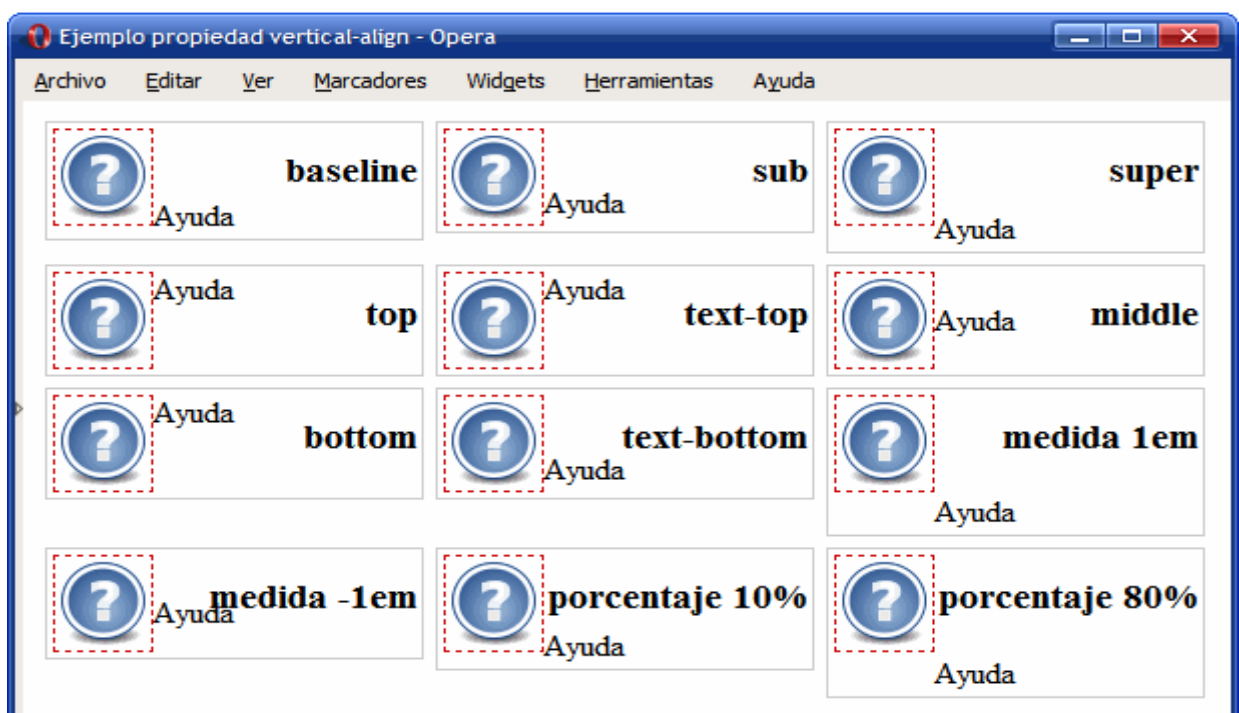 Ejemplo propiedad vertical-align - Opera
Archivo Editar Ver Marcadores Widgets Herramientas Ayuda
baseline
Ayuda
sub
Ayuda
super
Ayuda
Ayuda
top
Ayuda
text-top
Ayuda
middle
Ayuda
bottom
text-bottom
Ayuda
medida 1em
Ayuda
medida -1em
Ayuda
porcentaje 10%
Ayuda
porcentaje 80%
Ayuda